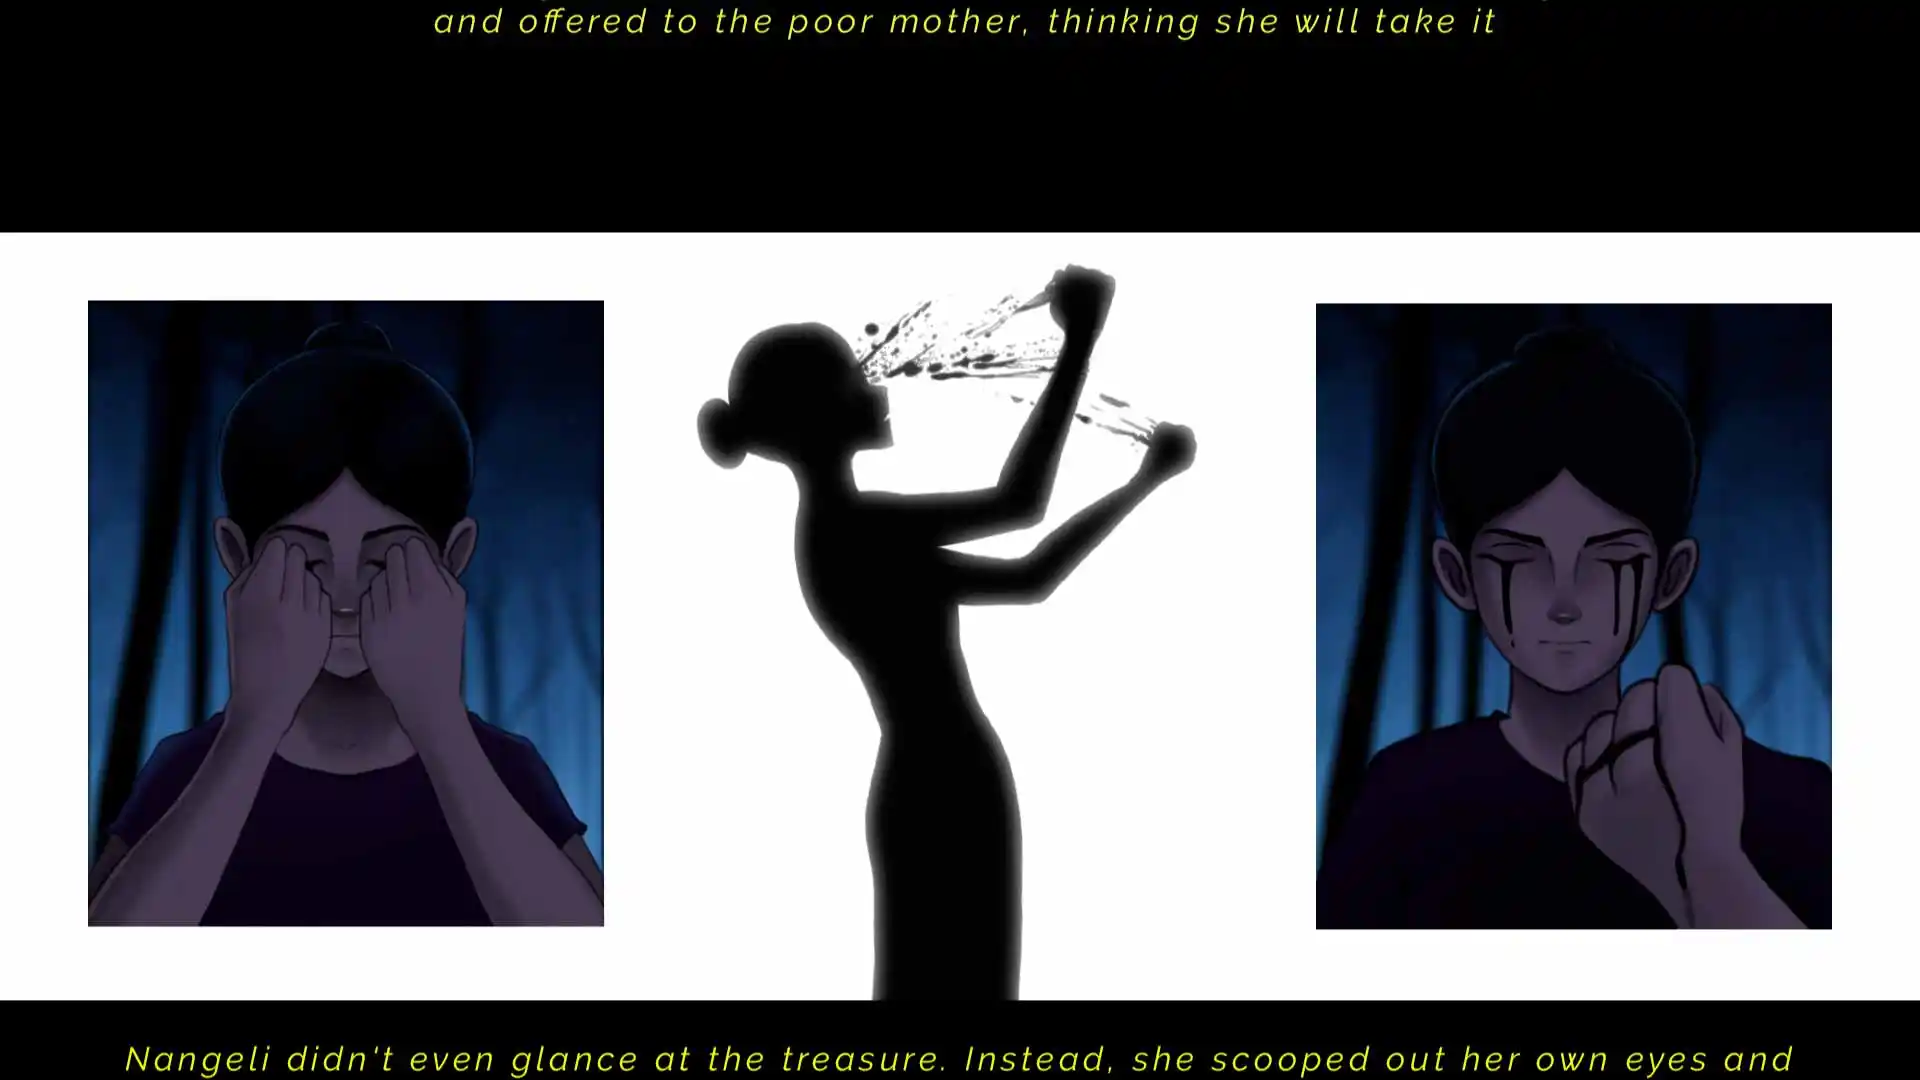 and offered to the poor mother, thinking she will take it
Nangeli didn't even glance at the treasure. Instead, she scooped out her own eyes and